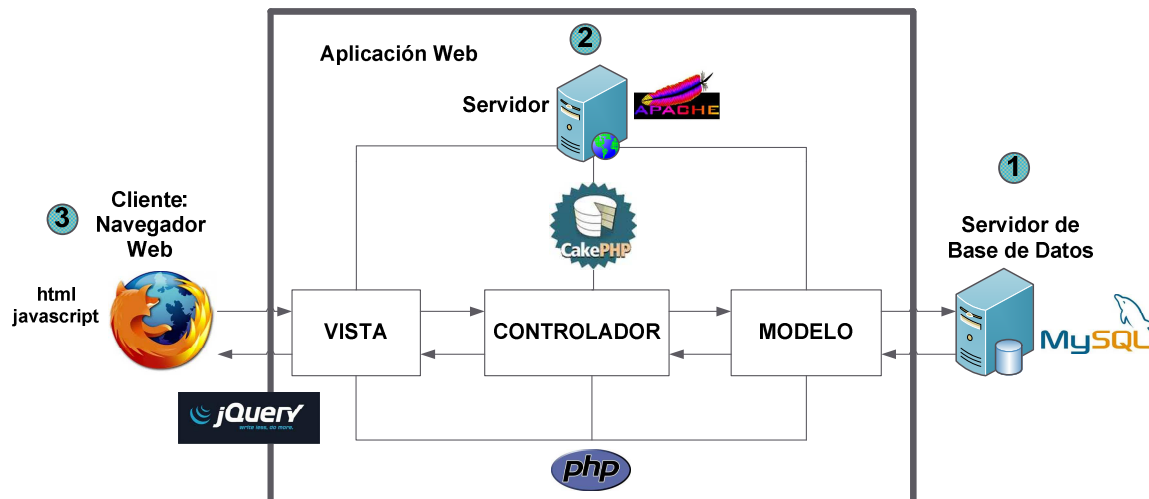 2
Aplicación Web
Servidor
APACHE
1
3
Cliente:
Navegador
Web
CakePHP
Servidor de
Base de Datos
html
javascript
VISTA
CONTROLADOR
MODELO
MySQL
jQuery
write less, do more.
php